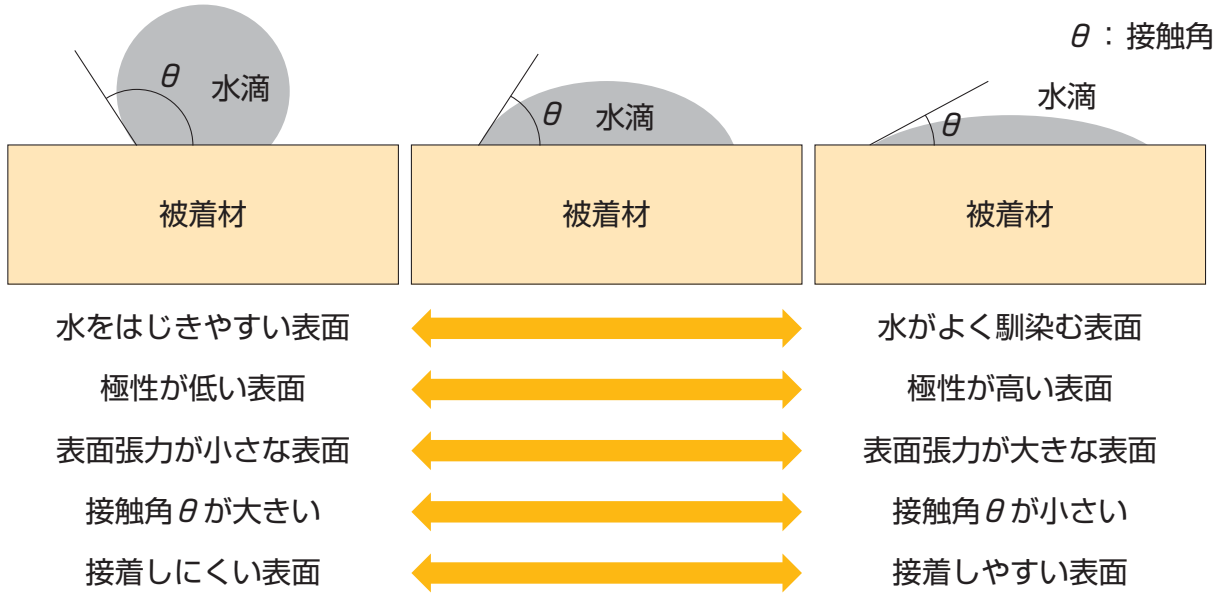 θ：接触角
θ 水滴
θ 水滴
水滴
θ
被着材
被着材
被着材
水をはじきやすい表面
水がよく馴染む表面
極性が低い表面
極性が高い表面
表面張力が小さな表面
表面張力が大きな表面
接触角θが大きい
接触角θが小さい
接着しにくい表面
接着しやすい表面